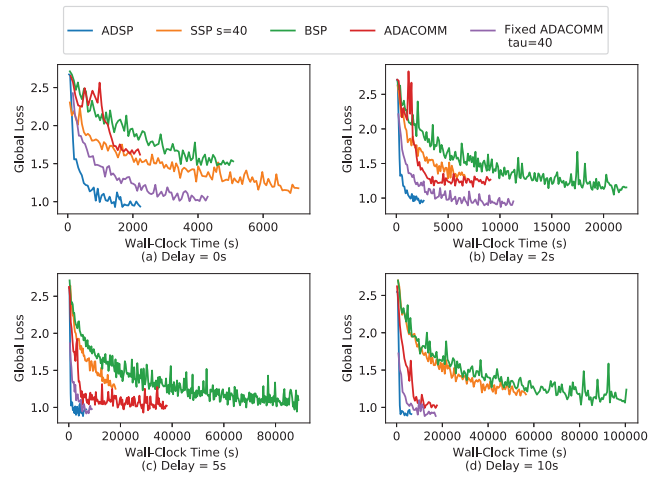 ADSP
SSP s=40
BSP
ADACOMM
Fixed ADACOMM
tau=40
Global Loss
2.5
2.0
1.5
1.0
0
2000
4000
6000
Wall-Clock Time (s)
(a) Delay = 0s
Global Loss
2.5
2.0
1.5
1.0
0
5000
10000
15000
20000
Wall-Clock Time (s)
(b) Delay = 2s
Global Loss
2.5
2.0
1.5
1.0
0
20000
40000
60000
80000
Wall-Clock Time (s)
(c) Delay = 5s
Global Loss
2.5
2.0
1.5
1.0
0
20000
40000
60000
80000
100000
Wall-Clock Time (s)
(d) Delay = 10s